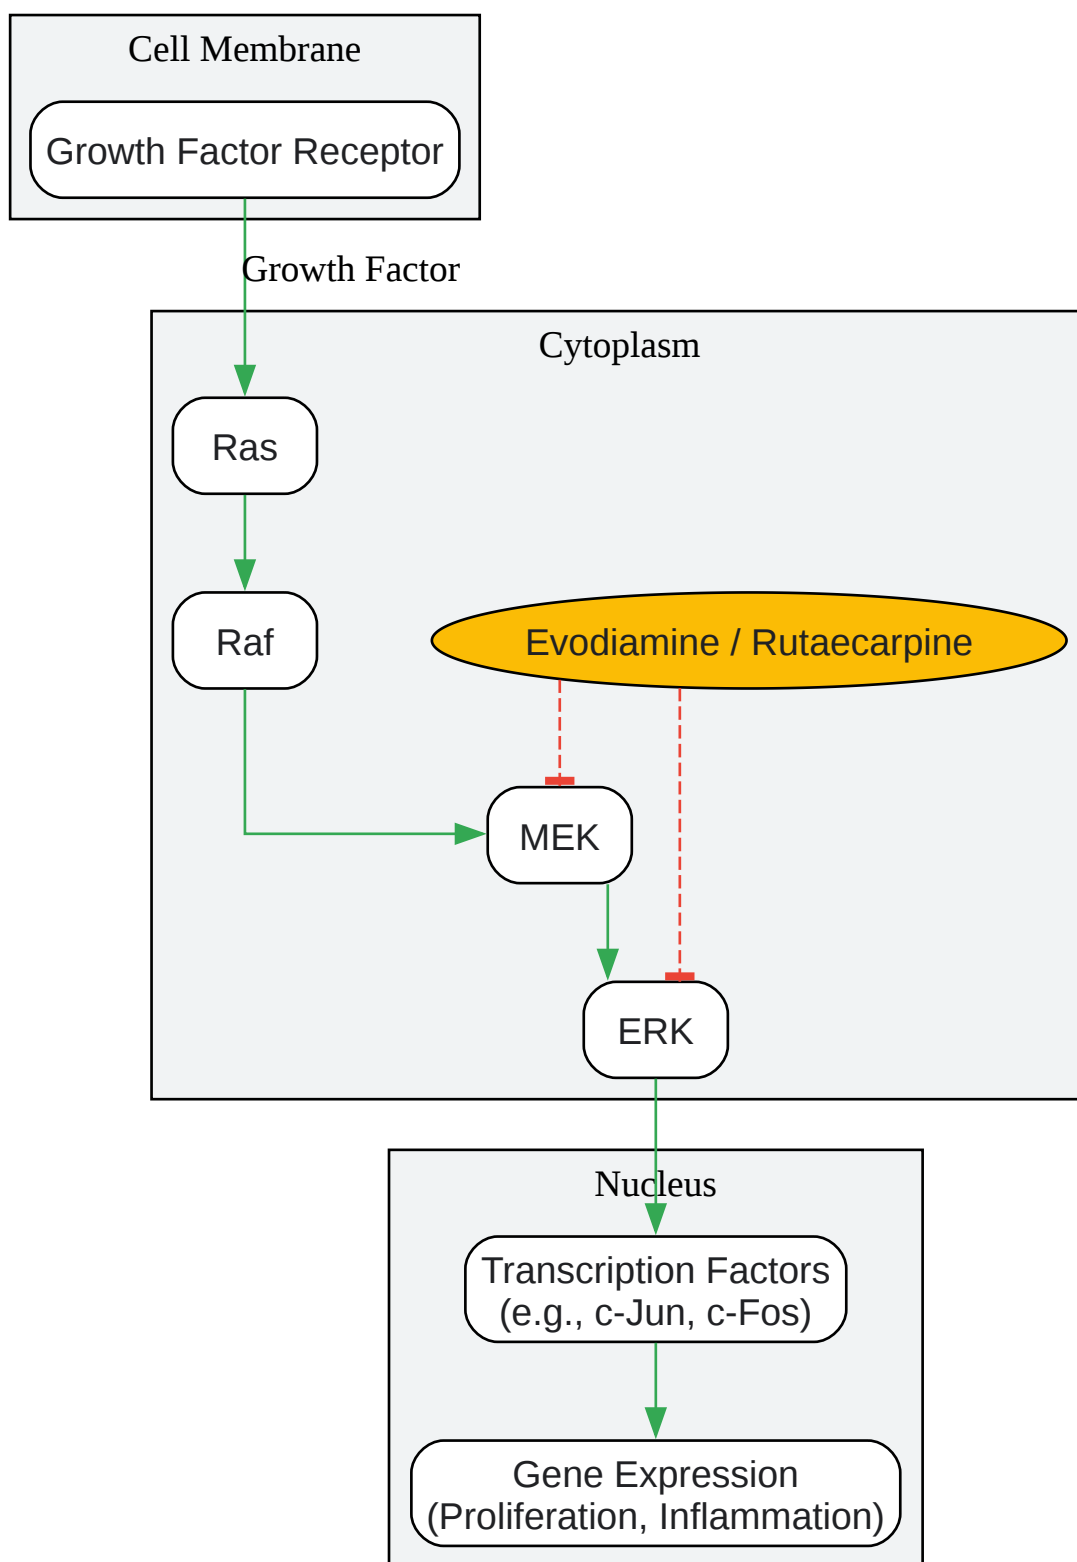 Cell Membrane
Growth Factor Receptor
Growth Factor
Cytoplasm
Ras
Raf
Evodiamine / Rutaecarpine
MEK
ERK
Nucleus
Transcription Factors
(e.g., c-Jun, c-Fos)
Gene Expression
(Proliferation, Inflammation)